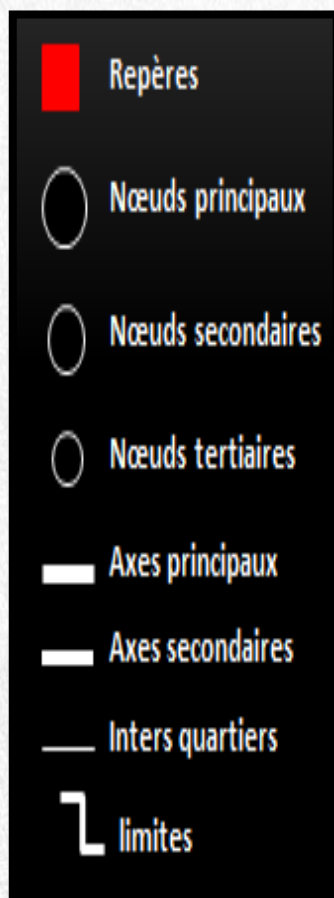 Repères
Nœuds principaux
Nœuds secondaires
Nœuds tertiaires
Axes principaux
Axes secondaires
Inters quartiers
limites